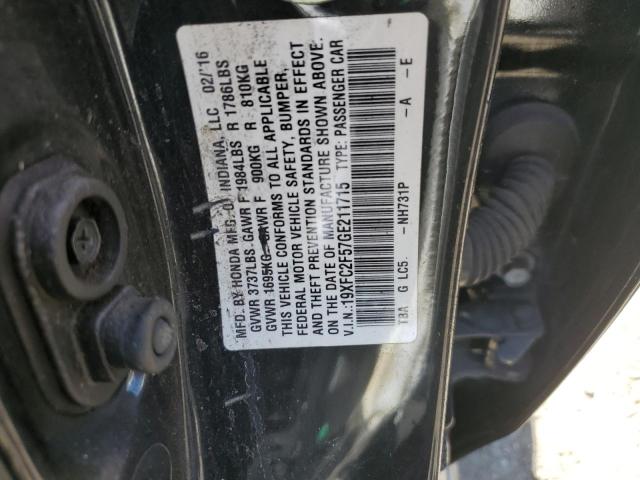 MFD. BY HONDA MFG. OF INDIANA, LLC 02/16
GVWR 3737LBS GAWR F 1984LBS R 1786LBS
GVWR 1695KG GAWR F 900KG R 810KG
THIS VEHICLE CONFORMS TO ALL APPLICABLE
FEDERAL MOTOR VEHICLE SAFETY, BUMPER,
AND THEFT PREVENTION STANDARDS IN EFFECT
ON THE DATE OF MANUFACTURE SHOWN ABOVE.
V.I.N.:19XFC2F57GE211715 TYPE: PASSENGER CAR
TBA G LC5. -NH731P -A -E